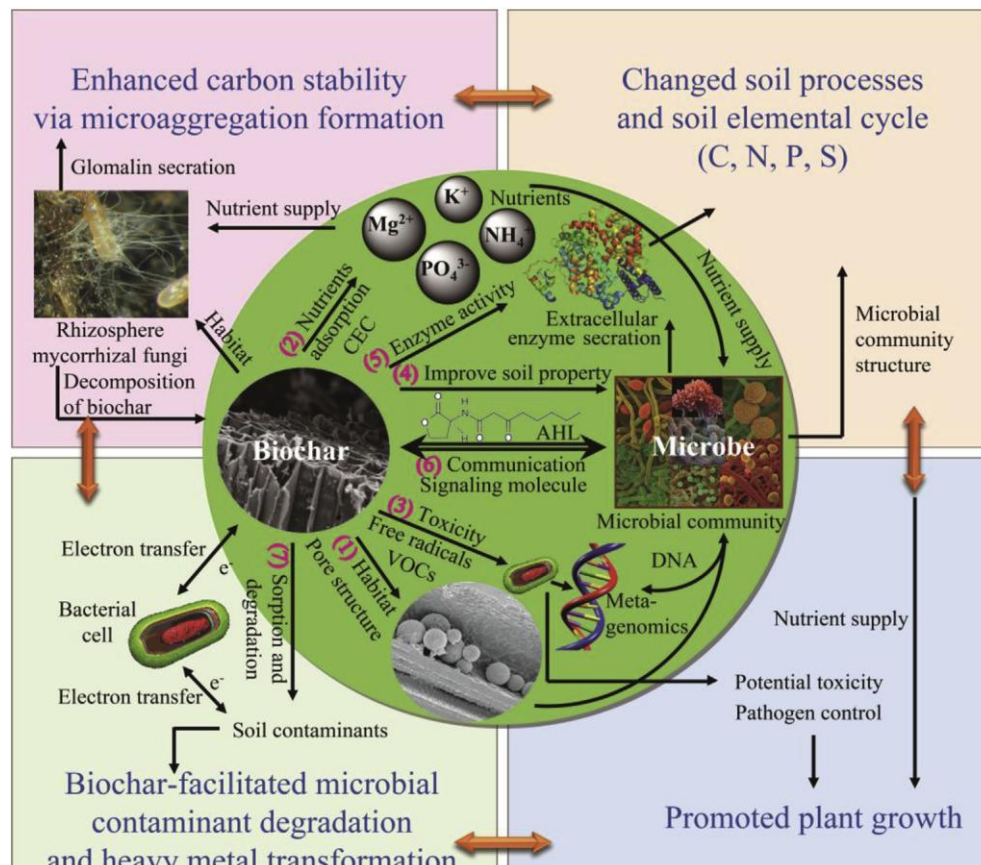 Enhanced carbon stability
via microaggregation formation
Changed soil processes
and soil elemental cycle
(C, N, P, S)
Glomalin secration
Nutrient supply
Rhizosphere
mycorrhizal fungi
Habitat
Decomposition
of biochar
K+
Nutrients
Mg2+
NH4+
PO43-
(2) Nutrients
adsorption
CEC
(5) Enzyme activity
Extracellular
enzyme secration
Nutrient supply
Microbial
community
structure
(4) Improve soil property
AHL
O
O
N
H
H
O
O
Biochar
Microbe
(6) Communication
Signaling molecule
Microbial community
(3) Toxicity
Free radicals
VOCs
(1) Habitat
Pore structure
(7) Sorption and
degradation
DNA
Meta-
genomics
Electron transfer
e-
Bacterial
cell
Electron transfer
e-
Soil contaminants
Nutrient supply
Potential toxicity
Pathogen control
Biochar-facilitated microbial
contaminant degradation
and heavy metal transformation
Promoted plant growth